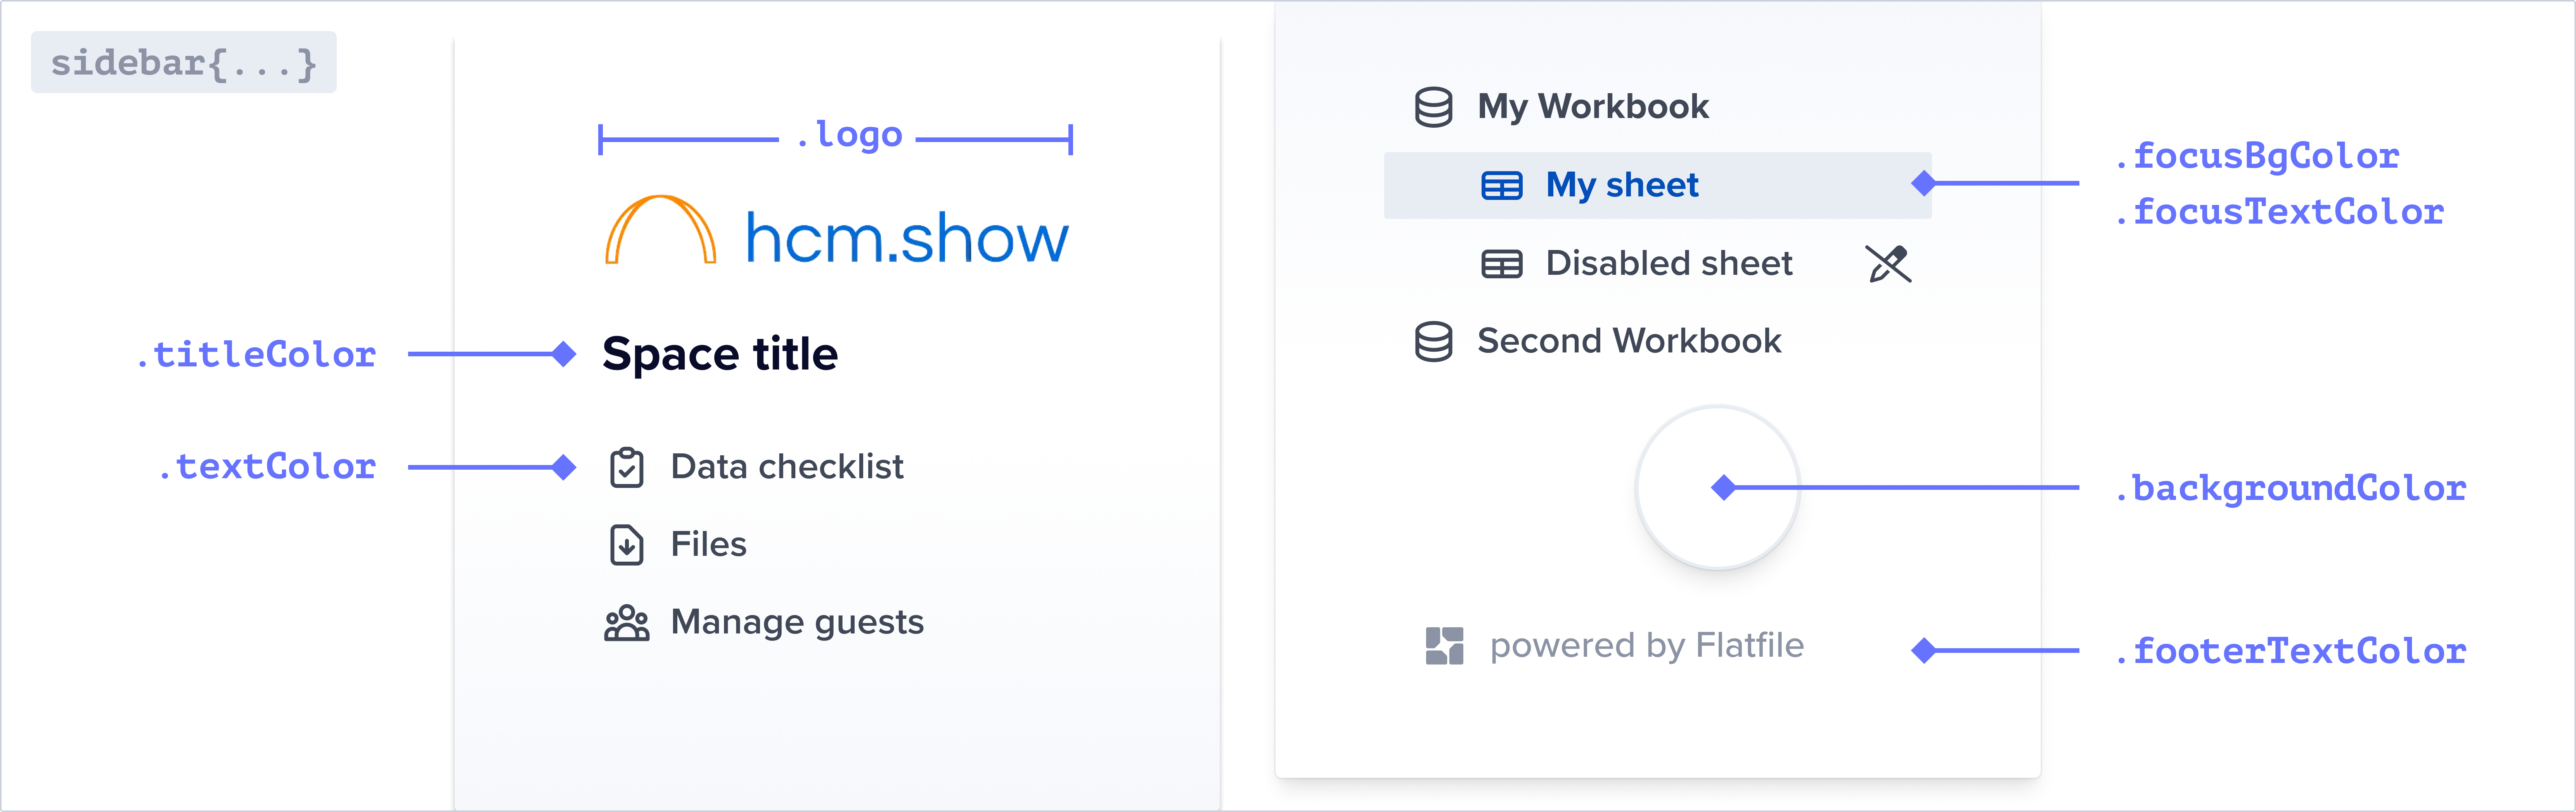 sidebar{...}
.logo
hcm.show
.titleColor
Space title
.textColor
Data checklist
Files
Manage guests
My Workbook
My sheet
.focusBgColor
.focusTextColor
Disabled sheet
Second Workbook
.backgroundColor
powered by Flatfile
.footerTextColor